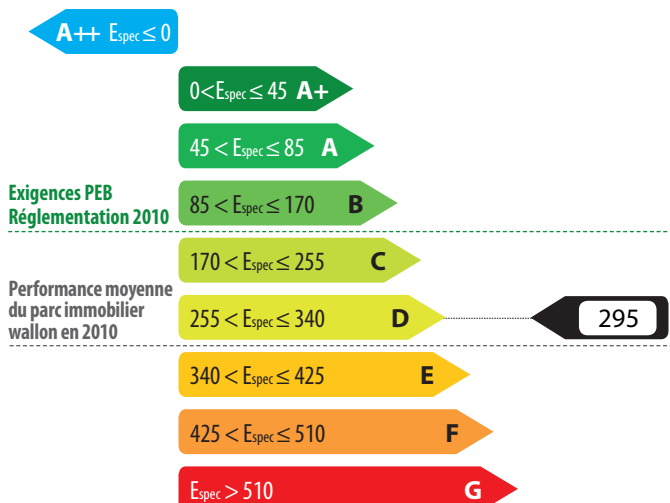 A++ Espec ≤ 0
0<Espec ≤ 45 A+
45 < Espec ≤ 85 A
Exigences PEB
Réglementation 2010
85 < Espec ≤ 170 B
170 < Espec ≤ 255 C
Performance moyenne
du parc immobilier
wallon en 2010
255 < Espec ≤ 340 D
295
340 < Espec ≤ 425 E
425 < Espec ≤ 510 F
Espec > 510 G